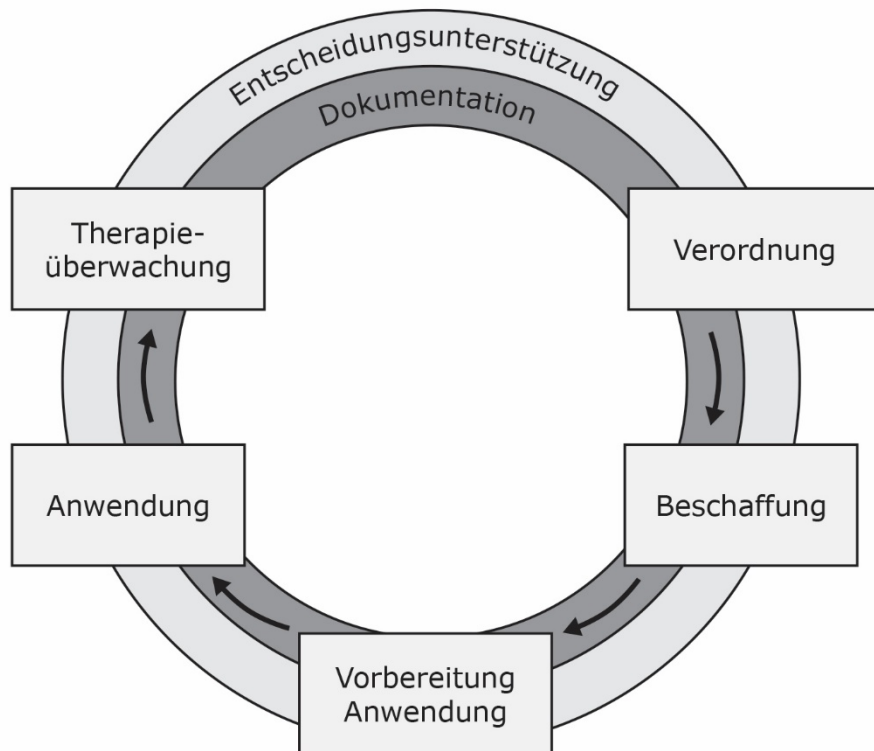 Entscheidungsunterstützung
Dokumentation
Therapie-
überwachung
Verordnung
Anwendung
Beschaffung
Vorbereitung
Anwendung